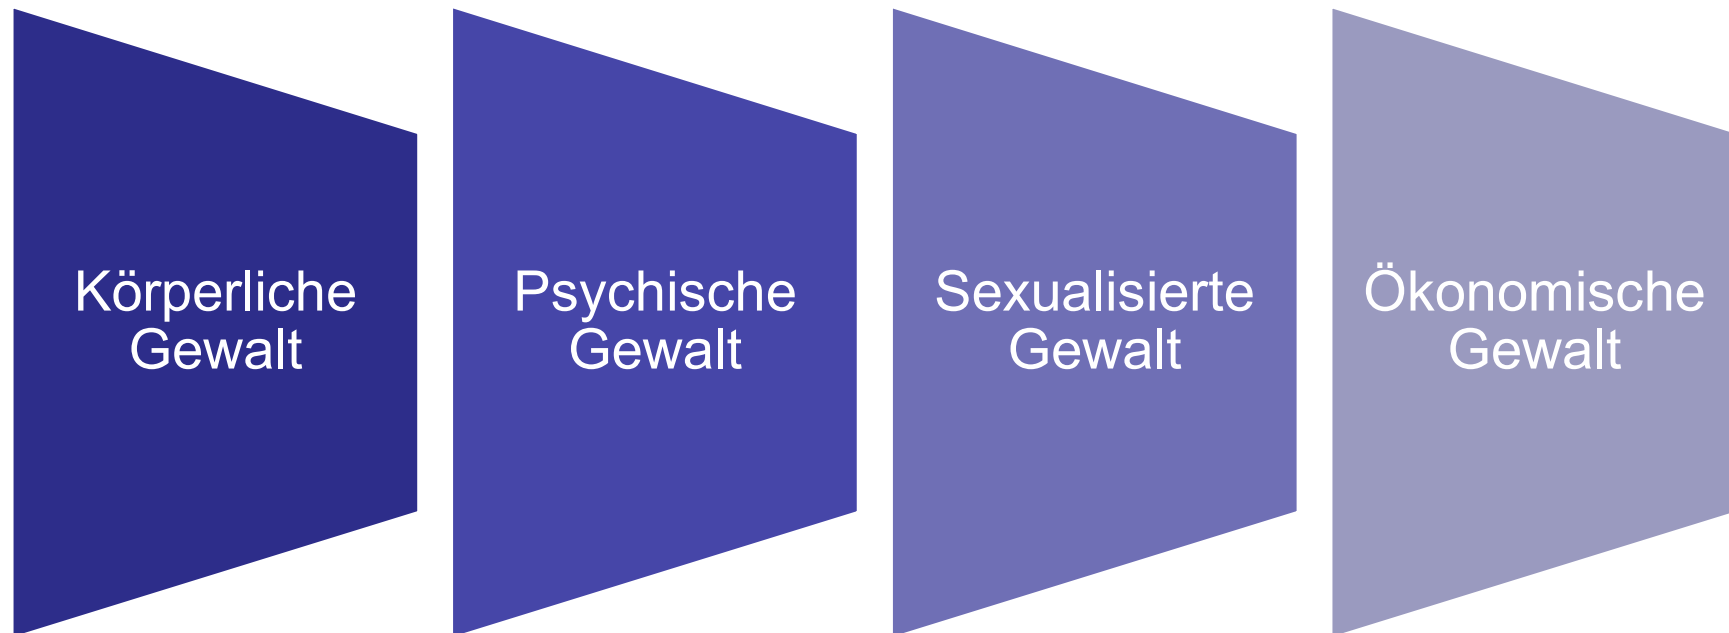 Körperliche
Gewalt
Psychische
Gewalt
Sexualisierte
Gewalt
Ökonomische
Gewalt